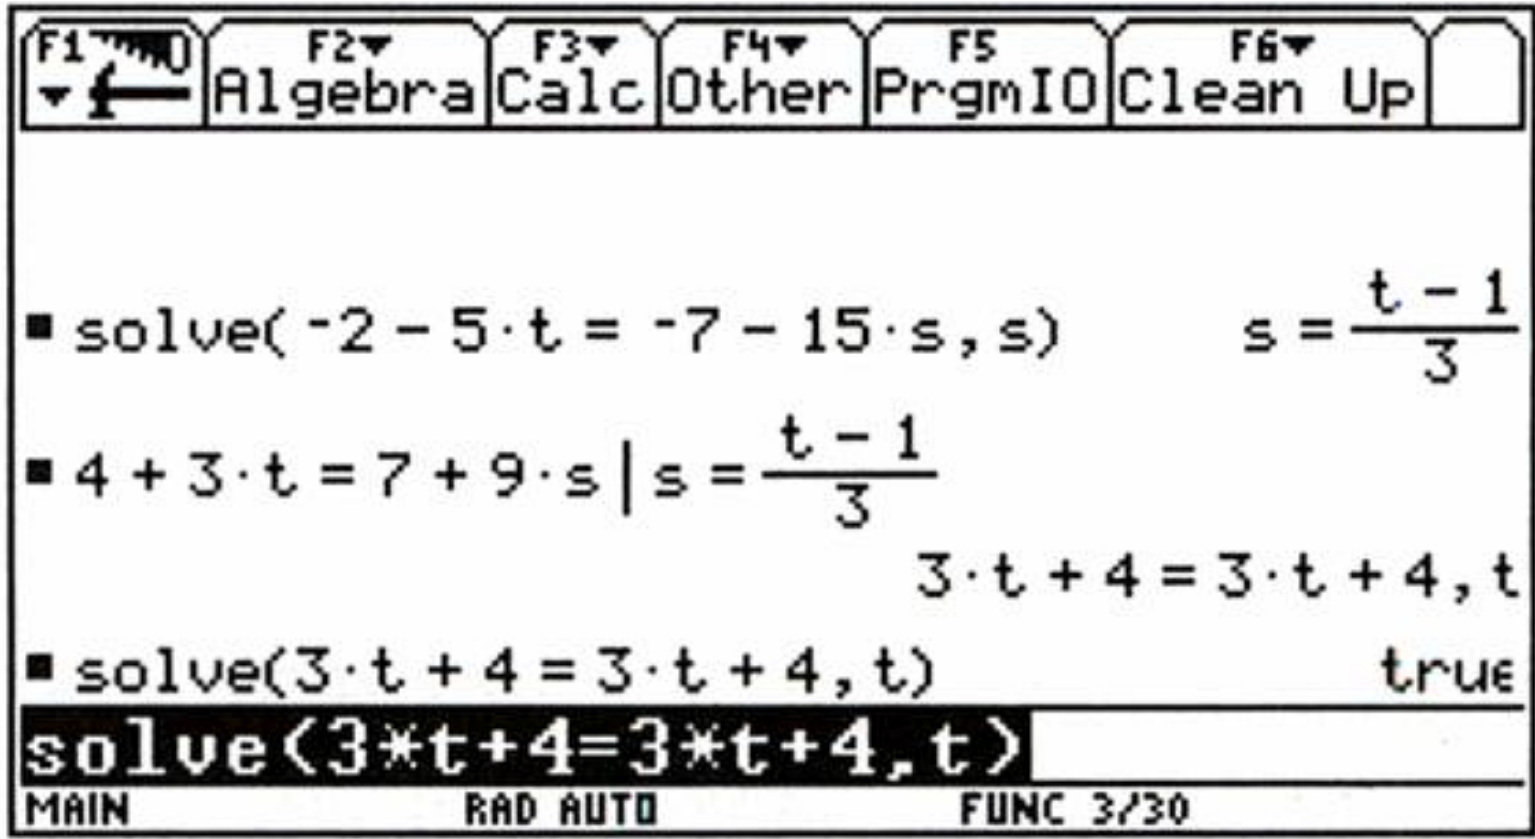 F1 F2 F3 F4 F5 F6
Algebra Calc Other PrgmIO Clean Up
solve(⁻2 - 5·t = ⁻7 - 15·s, s) s = (t - 1)/3
4 + 3·t = 7 + 9·s | s = (t - 1)/3
3·t + 4 = 3·t + 4, t
solve(3·t + 4 = 3·t + 4, t) true
solve(3*t+4=3*t+4,t)
MAIN RAD AUTO FUNC 3/30